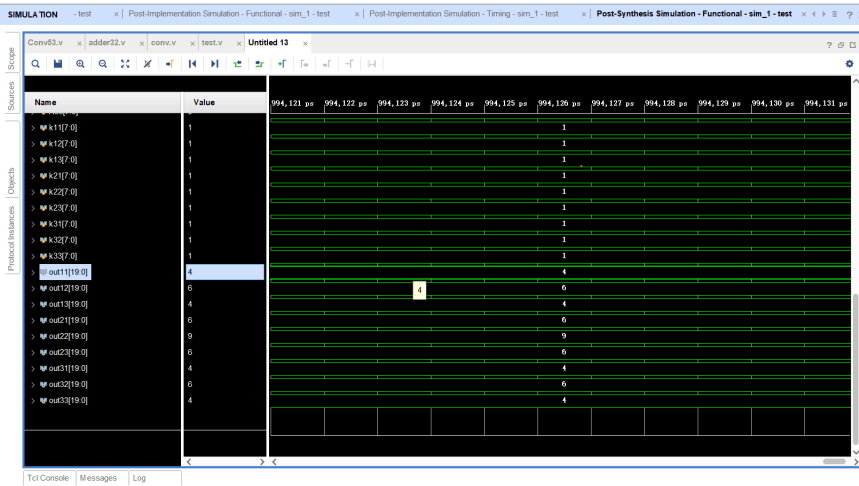 SIMULATION - test × Post-Implementation Simulation - Functional - sim_1 - test × Post-Implementation Simulation - Timing - sim_1 - test × Post-Synthesis Simulation - Functional - sim_1 - test × ?
Conv53.v × adder32.v × conv.v × test.v × Untitled 13 × ?
Scope
Sources
Objects
Protocol Instances
Name Value 994,121 ps 994,122 ps 994,123 ps 994,124 ps 994,125 ps 994,126 ps 994,127 ps 994,128 ps 994,129 ps 994,130 ps 994,131 ps
k11[7:0] 1 1
k12[7:0] 1 1
k13[7:0] 1 1
k21[7:0] 1 1
k22[7:0] 1 1
k23[7:0] 1 1
k31[7:0] 1 1
k32[7:0] 1 1
k33[7:0] 1 1
out11[19:0] 4 4
out12[19:0] 6 4 6
out13[19:0] 4 4
out21[19:0] 6 6
out22[19:0] 9 9
out23[19:0] 6 6
out31[19:0] 4 4
out32[19:0] 6 6
out33[19:0] 4 4
Tcl Console Messages Log